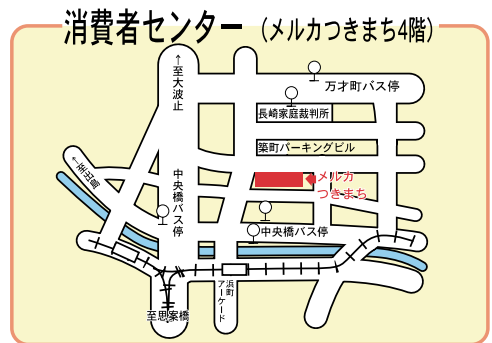 消費者センター（メルカつきまち4階）
↑至大波止
万才町バス停
長崎家庭裁判所
築町パーキングビル
↑至出島
メルカ
つきまち
中央橋バス停
中央橋バス停
浜町
アーケード
至思案橋